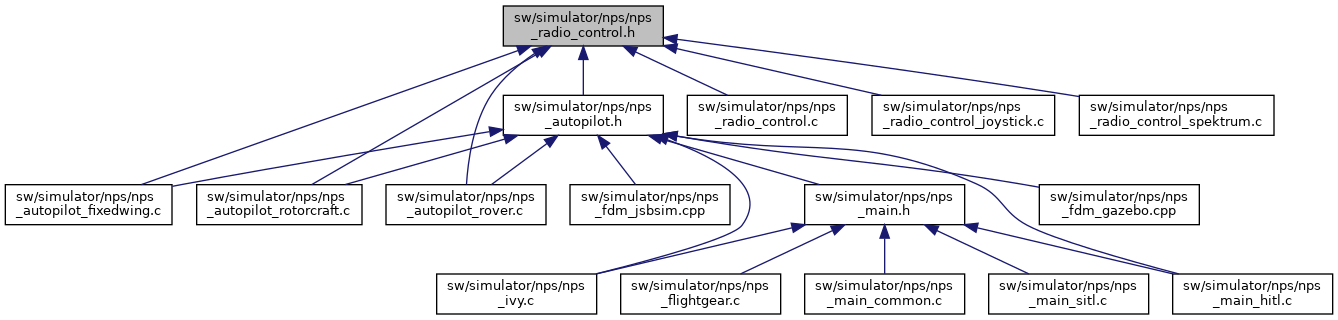 sw/simulator/nps/nps
_radio_control.h
sw/simulator/nps/nps
_autopilot.h
sw/simulator/nps/nps
_radio_control.c
sw/simulator/nps/nps
_radio_control_joystick.c
sw/simulator/nps/nps
_radio_control_spektrum.c
sw/simulator/nps/nps
_autopilot_fixedwing.c
sw/simulator/nps/nps
_autopilot_rotorcraft.c
sw/simulator/nps/nps
_autopilot_rover.c
sw/simulator/nps/nps
_fdm_jsbsim.cpp
sw/simulator/nps/nps
_main.h
sw/simulator/nps/nps
_fdm_gazebo.cpp
sw/simulator/nps/nps
_ivy.c
sw/simulator/nps/nps
_flightgear.c
sw/simulator/nps/nps
_main_common.c
sw/simulator/nps/nps
_main_sitl.c
sw/simulator/nps/nps
_main_hitl.c